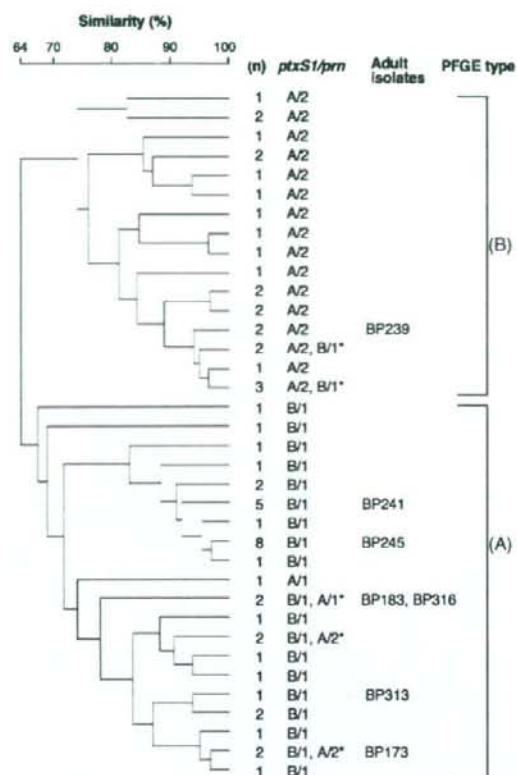 Similarity (%)
64 70 80 90 100
(n) ptxS1/prn Adult Isolates PFGE type
1 A/2
2 A/2
1 A/2
2 A/2
1 A/2
1 A/2
1 A/2
1 A/2
1 A/2
1 A/2
2 A/2
2 A/2
2 A/2 BP239
2 A/2, B/1*
1 A/2
3 A/2, B/1*
(B)
1 B/1
1 B/1
1 B/1
1 B/1
2 B/1
5 B/1 BP241
1 B/1
8 B/1 BP245
1 B/1
1 A/1
2 B/1, A/1* BP183, BP316
1 B/1
2 B/1, A/2*
1 B/1
1 B/1
1 B/1 BP313
2 B/1
1 B/1
2 B/1, A/2* BP173
1 B/1
(A)